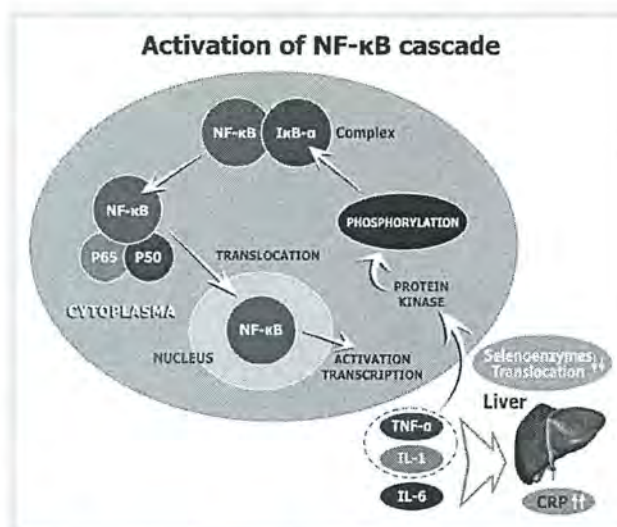 Activation of NF-κB cascade
NF-κB
IκB-α
Complex
NF-κB
P65
P50
PHOSPHORYLATION
TRANSLOCATION
CYTOPLASMA
PROTEIN
KINASE
NF-κB
NUCLEUS
ACTIVATION
TRANSCRIPTION
Selenoenzymes
Translocation
Liver
TNF-α
IL-1
IL-6
CRP